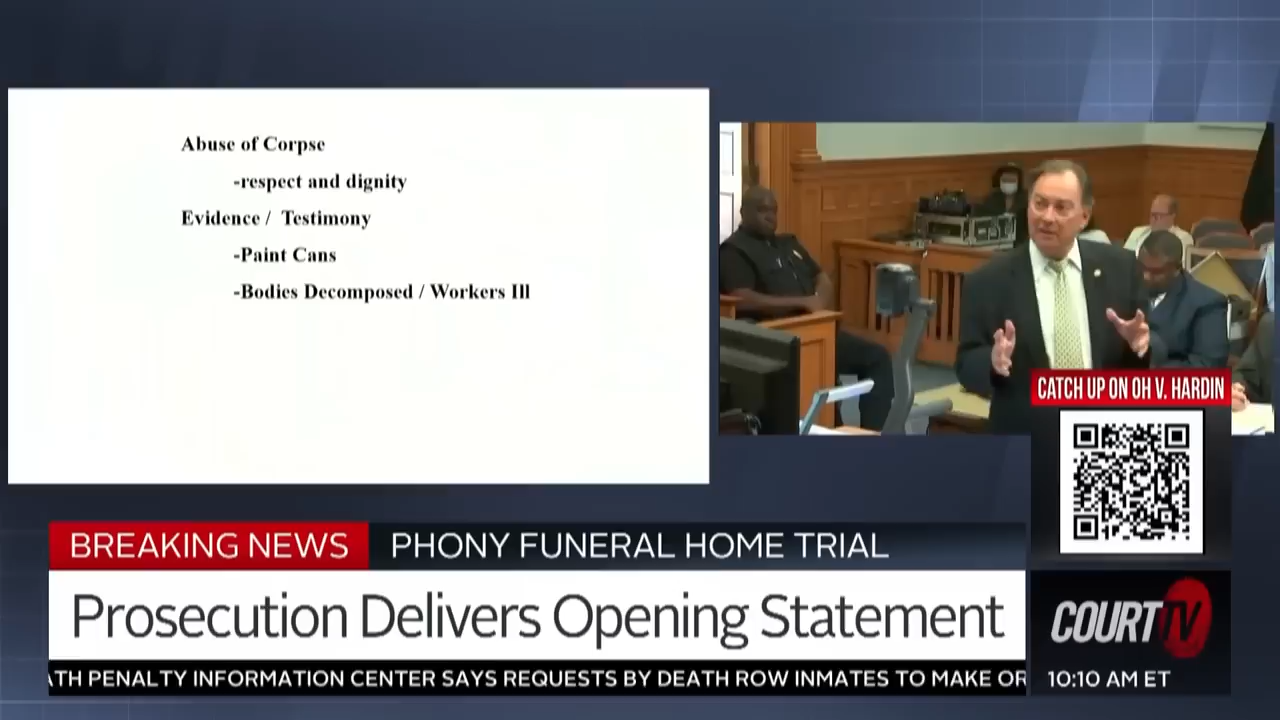 Abuse of Corpse
-respect and dignity
Evidence / Testimony
-Paint Cans
-Bodies Decomposed / Workers Ill
CATCH UP ON OH V. HARDIN
BREAKING NEWS
PHONY FUNERAL HOME TRIAL
Prosecution Delivers Opening Statement
COURT TV
ATH PENALTY INFORMATION CENTER SAYS REQUESTS BY DEATH ROW INMATES TO MAKE OR
10:10 AM ET